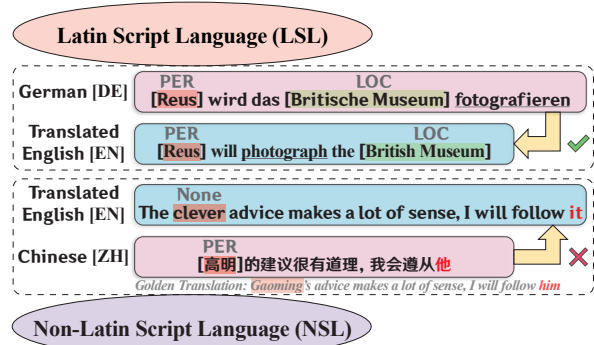 Latin Script Language (LSL)
PER LOC
German [DE] [Reus] wird das [Britische Museum] fotografieren
PER LOC
Translated English [EN] [Reus] will photograph the [British Museum]
None
Translated English [EN] The clever advice makes a lot of sense, I will follow it
PER
Chinese [ZH] [高明]的建议很有道理，我会遵从他
Golden Translation: Gaoming's advice makes a lot of sense, I will follow him
Non-Latin Script Language (NSL)